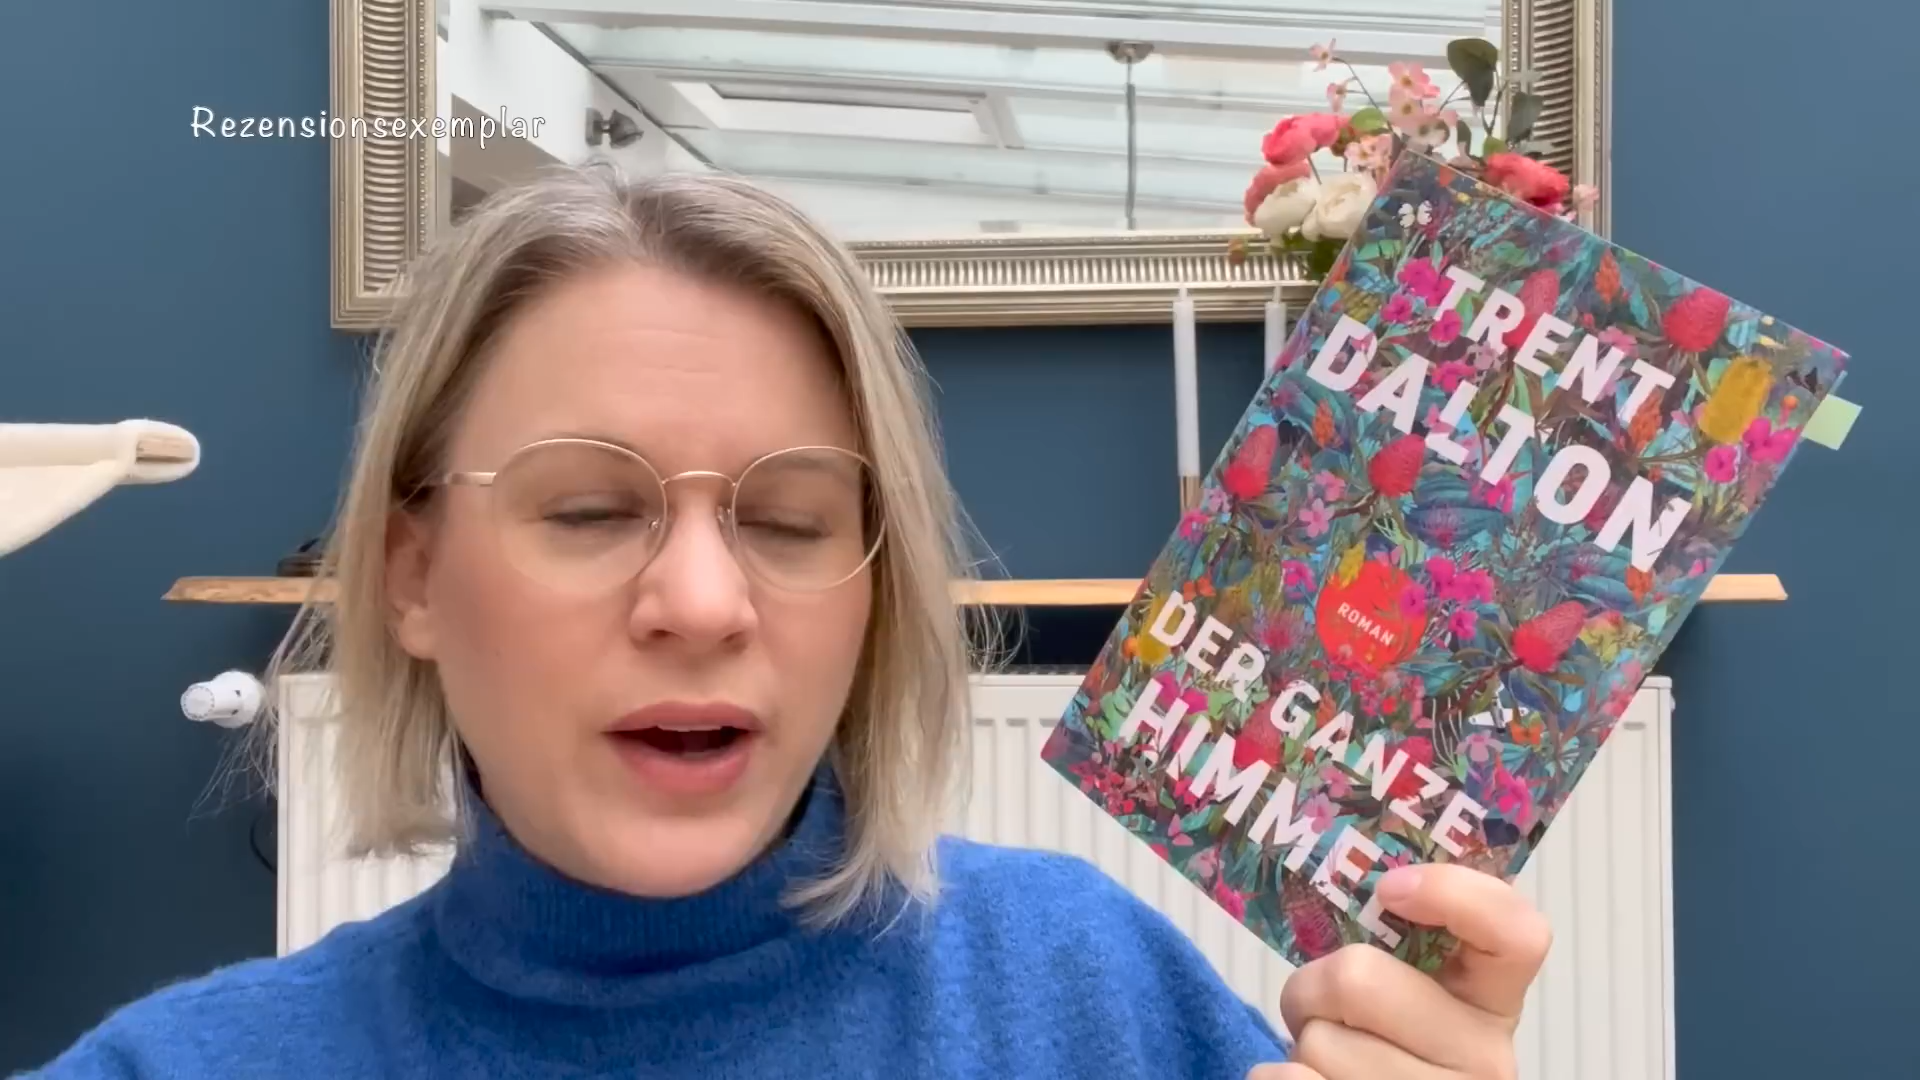 Rezensionsexemplar
TRENT
DALTON
ROMAN
DER GANZE
HIMMEL